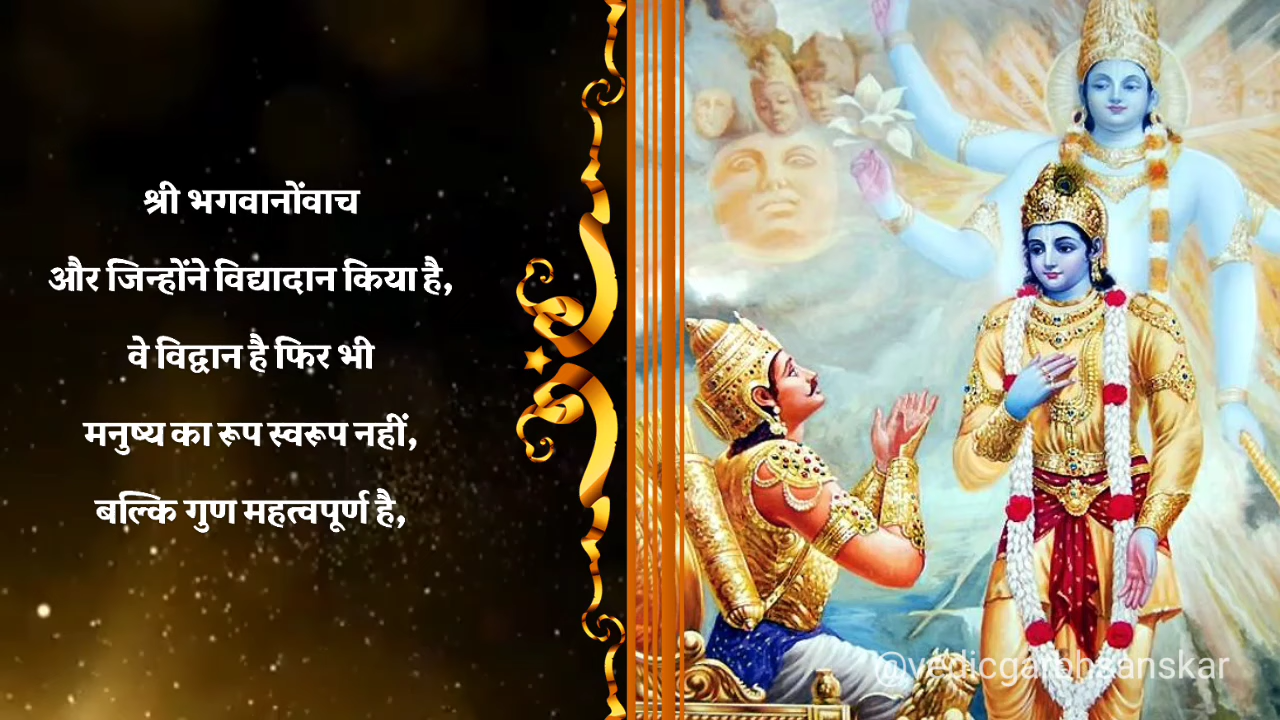 श्री भगवानोंवाच
और जिन्होंने विद्यादान किया है,
वे विद्वान है फिर भी
मनुष्य का रूप स्वरूप नहीं,
बल्कि गुण महत्वपूर्ण है,
@vedicgarbhsanskar